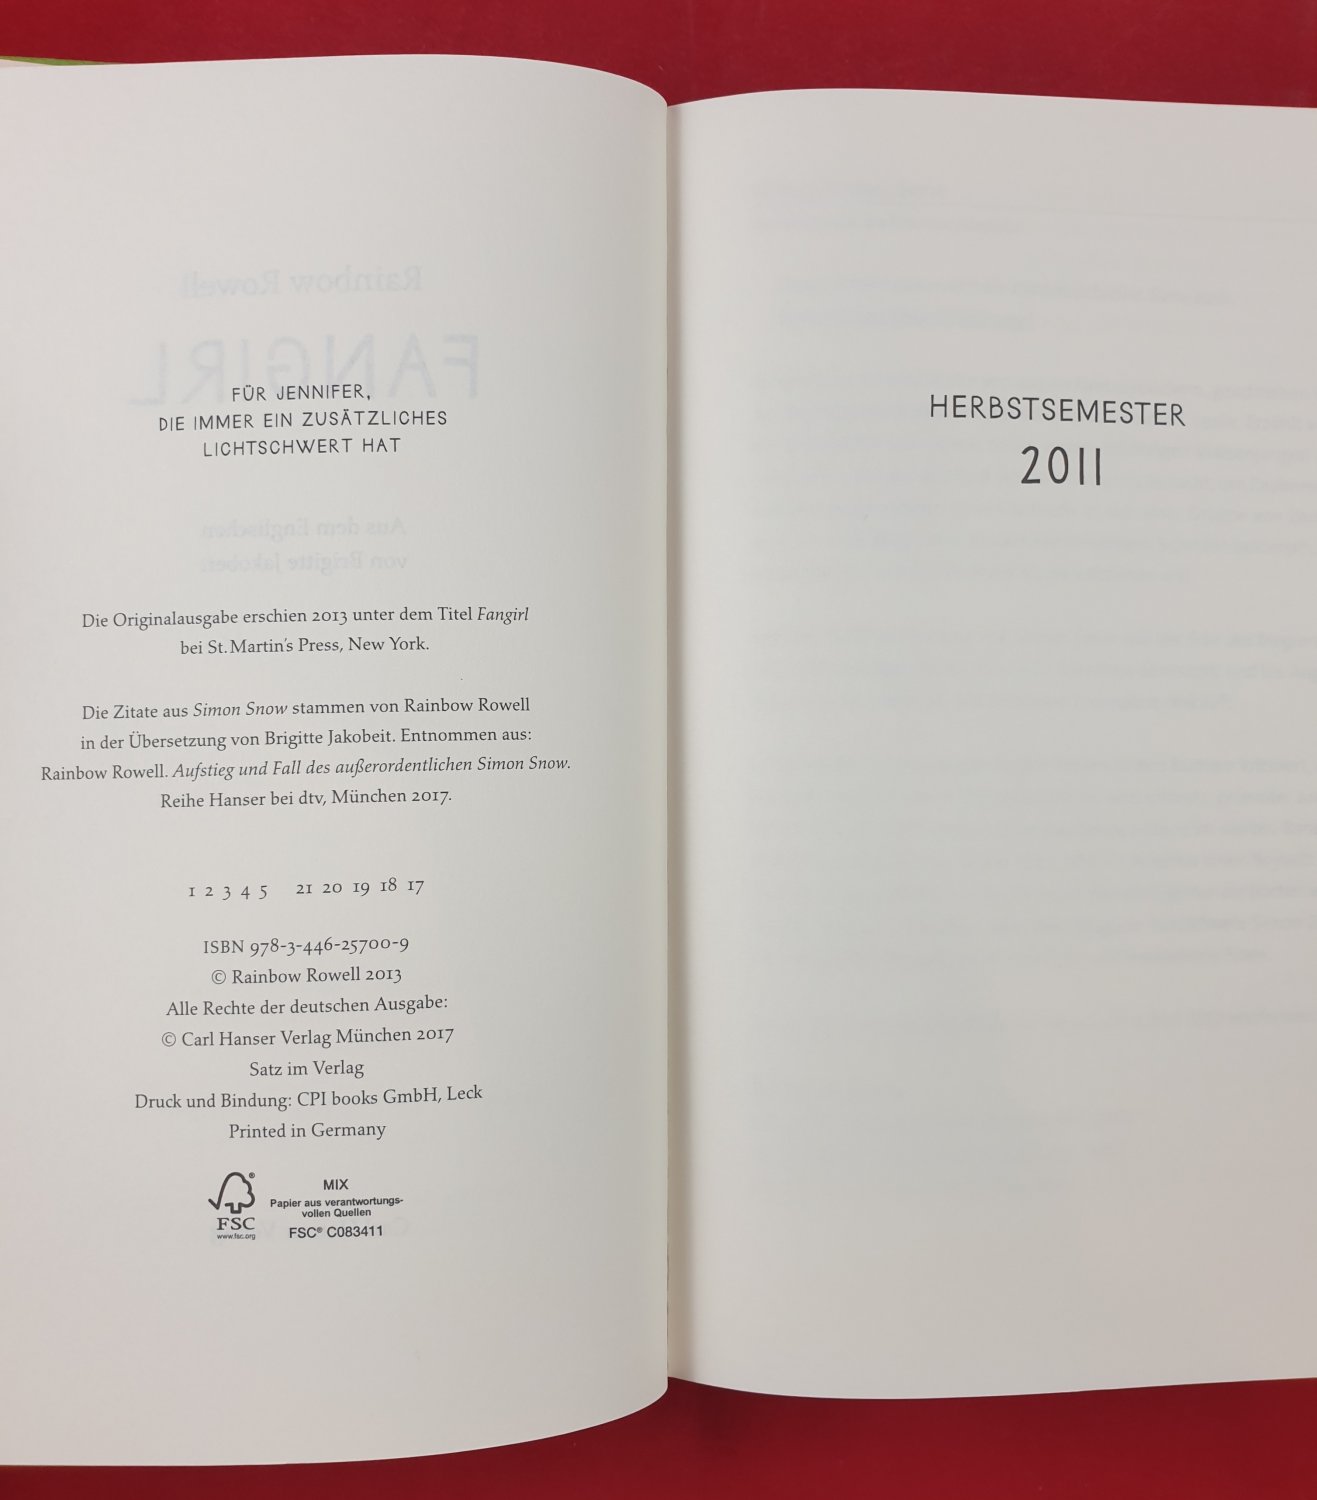 FÜR JENNIFER,
DIE IMMER EIN ZUSÄTZLICHES
LICHTSCHWERT HAT
Die Originalausgabe erschien 2013 unter dem Titel Fangirl
bei St. Martin's Press, New York.
Die Zitate aus Simon Snow stammen von Rainbow Rowell
in der Übersetzung von Brigitte Jakobeit. Entnommen aus:
Rainbow Rowell. Aufstieg und Fall des außerordentlichen Simon Snow.
Reihe Hanser bei dtv, München 2017.
1 2 3 4 5 21 20 19 18 17
ISBN 978-3-446-25700-9
© Rainbow Rowell 2013
Alle Rechte der deutschen Ausgabe:
© Carl Hanser Verlag München 2017
Satz im Verlag
Druck und Bindung: CPI books GmbH, Leck
Printed in Germany
FSC®
www.fsc.org
MIX
Papier aus verantwortungs-
vollen Quellen
FSC® C083411
HERBSTSEMESTER
2011